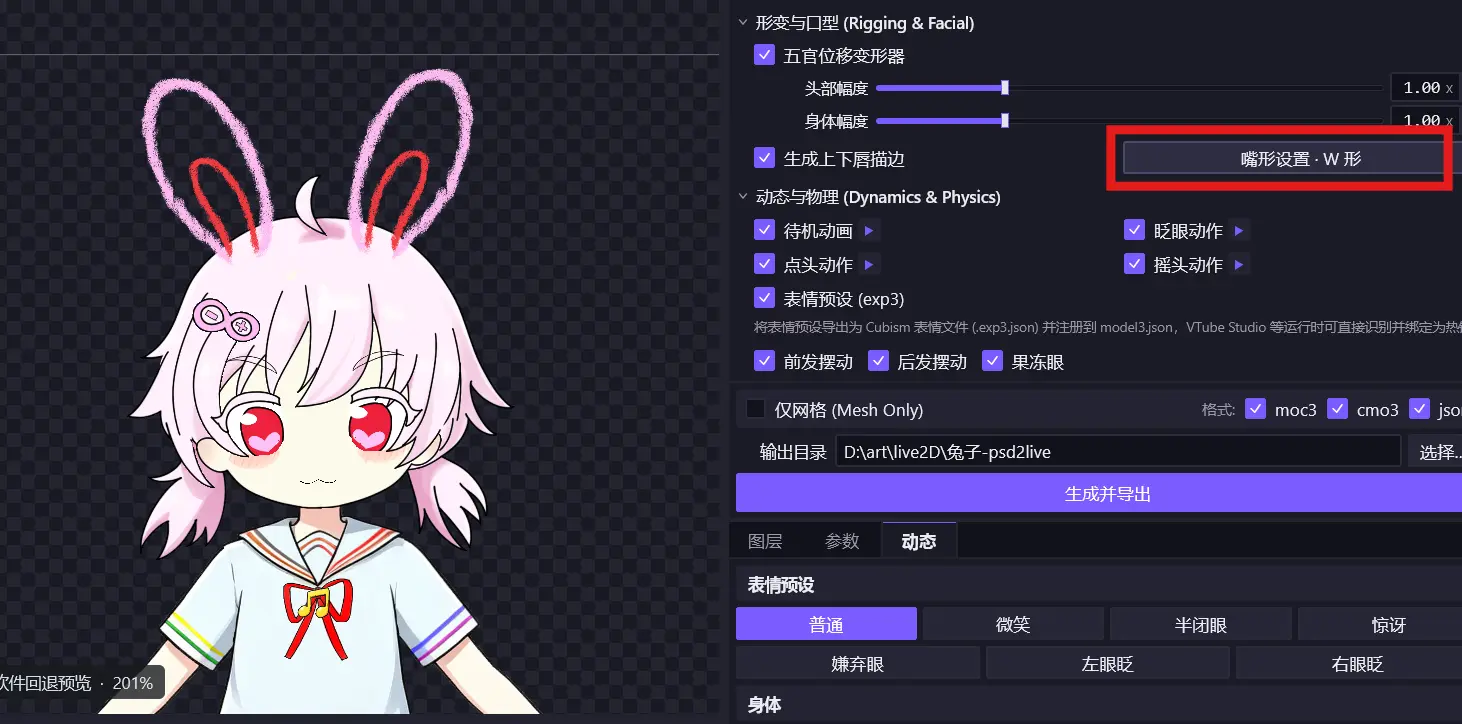 形变与口型 (Rigging & Facial)
五官位移变形器
头部幅度 1.00 x
身体幅度 1.00 x
生成上下唇描边 嘴形设置 · W 形
动态与物理 (Dynamics & Physics)
待机动画 眨眼动作
点头动作 摇头动作
表情预设 (exp3)
将表情预设导出为 Cubism 表情文件 (.exp3.json) 并注册到 model3.json，VTube Studio 等运行时可直接识别并绑定为热
前发摆动 后发摆动 果冻眼
仅网格 (Mesh Only) 格式: moc3 cmo3 jso
输出目录 D:\art\live2D\兔子-psd2live 选择..
生成并导出
图层 参数 动态
表情预设
普通 微笑 半闭眼 惊讶
嫌弃眼 左眼眨 右眼眨
身体
软件回退预览 · 201%